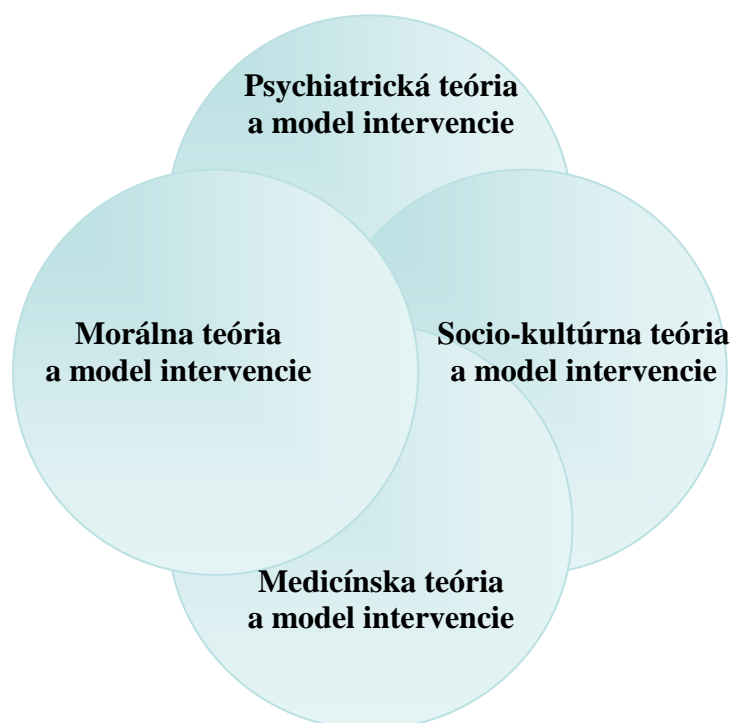 Psychiatrická teória
a model intervencie
Morálna teória
a model intervencie
Socio-kultúrna teória
a model intervencie
Medicínska teória
a model intervencie